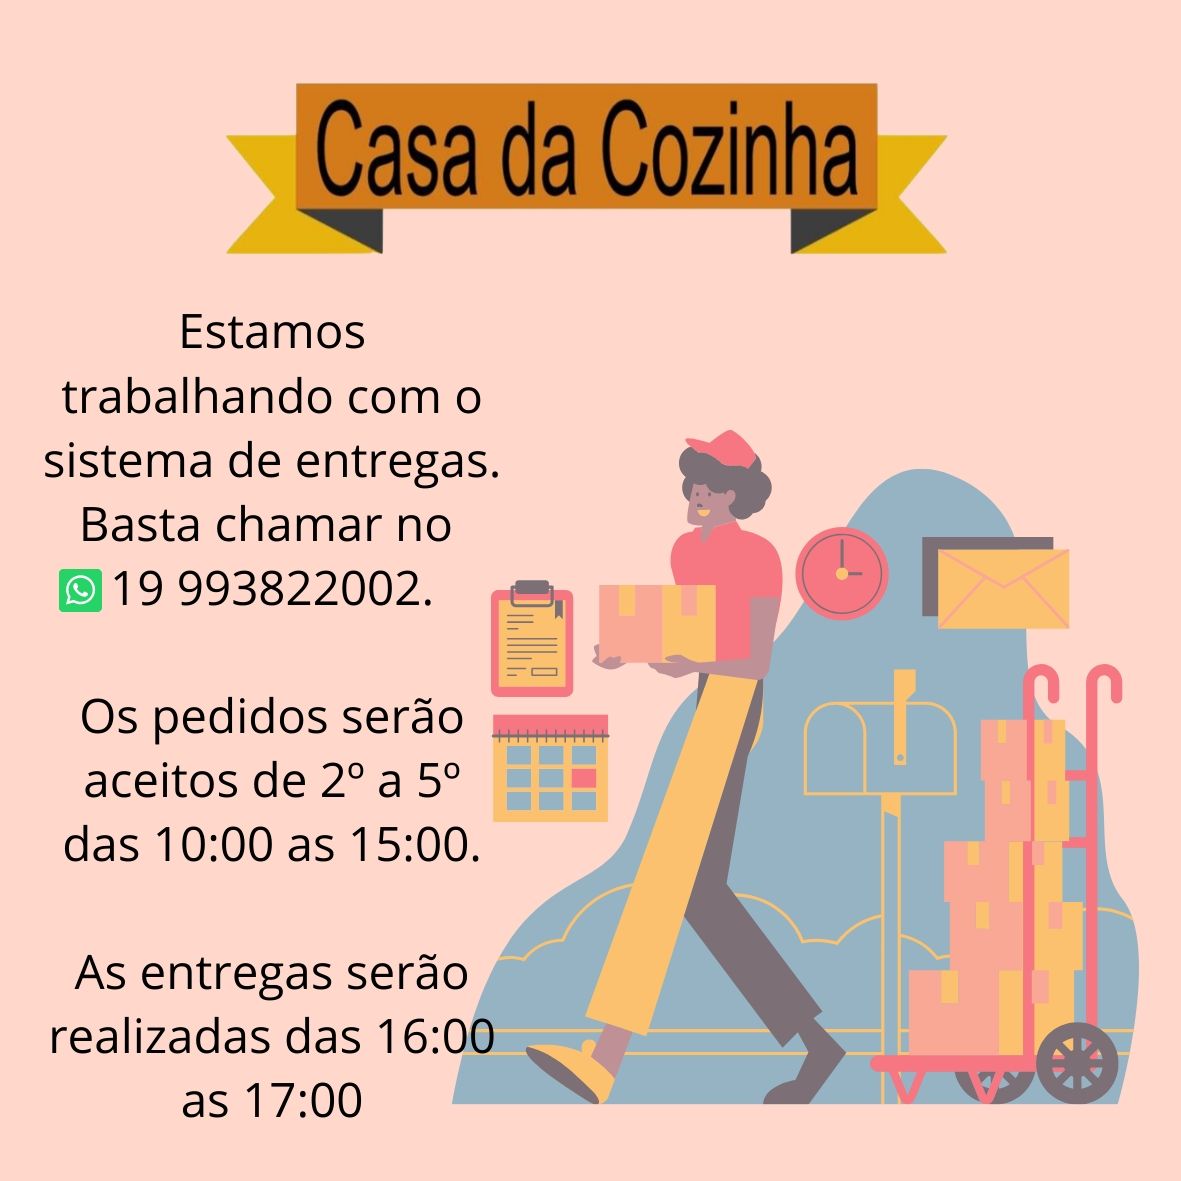 Casa da Cozinha
Estamos
trabalhando com o
sistema de entregas.
Basta chamar no
19 993822002.
Os pedidos serão
aceitos de 2º a 5º
das 10:00 as 15:00.
As entregas serão
realizadas das 16:00
as 17:00